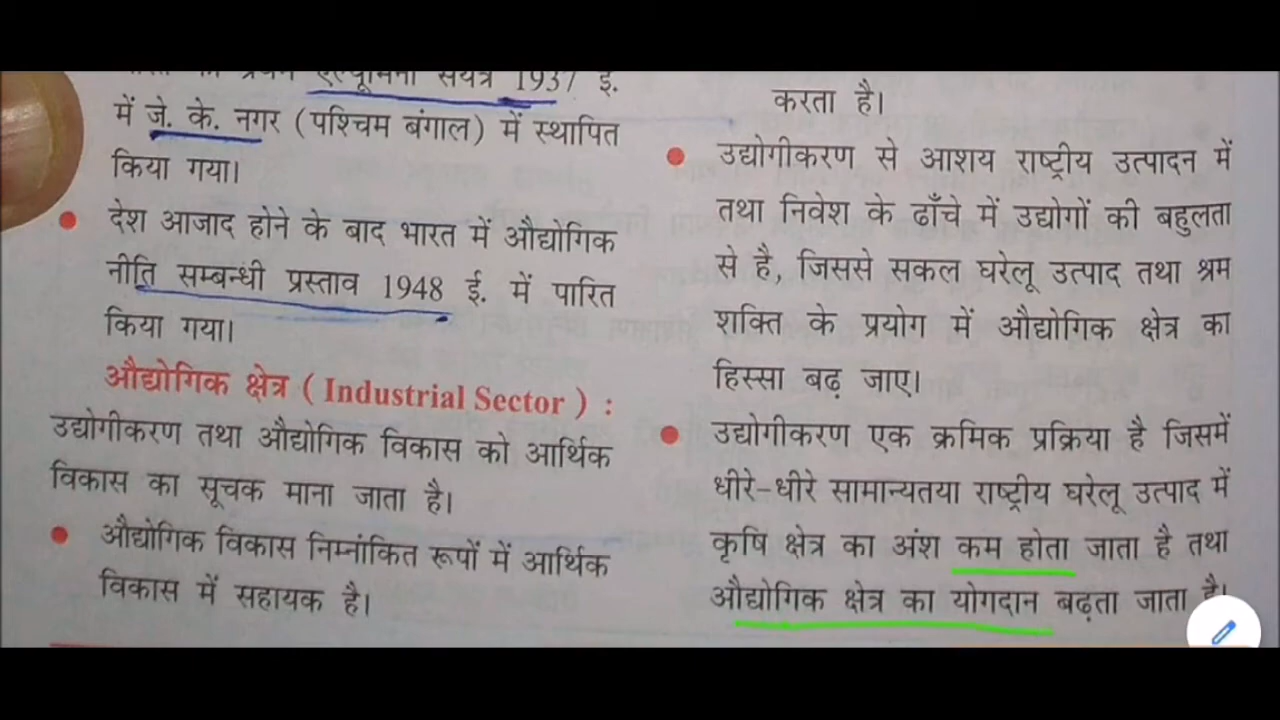 1937 ई.
में जे. के. नगर (पश्चिम बंगाल) में स्थापित
किया गया।
देश आजाद होने के बाद भारत में औद्योगिक
नीति सम्बन्धी प्रस्ताव 1948 ई. में पारित
किया गया।
औद्योगिक क्षेत्र ( Industrial Sector ) :
उद्योगीकरण तथा औद्योगिक विकास को आर्थिक
विकास का सूचक माना जाता है।
औद्योगिक विकास निम्नांकित रूपों में आर्थिक
विकास में सहायक है।
करता है।
उद्योगीकरण से आशय राष्ट्रीय उत्पादन में
तथा निवेश के ढाँचे में उद्योगों की बहुलता
से है, जिससे सकल घरेलू उत्पाद तथा श्रम
शक्ति के प्रयोग में औद्योगिक क्षेत्र का
हिस्सा बढ़ जाए।
उद्योगीकरण एक क्रमिक प्रक्रिया है जिसमें
धीरे-धीरे सामान्यतया राष्ट्रीय घरेलू उत्पाद में
कृषि क्षेत्र का अंश कम होता जाता है तथा
औद्योगिक क्षेत्र का योगदान बढ़ता जाता है।